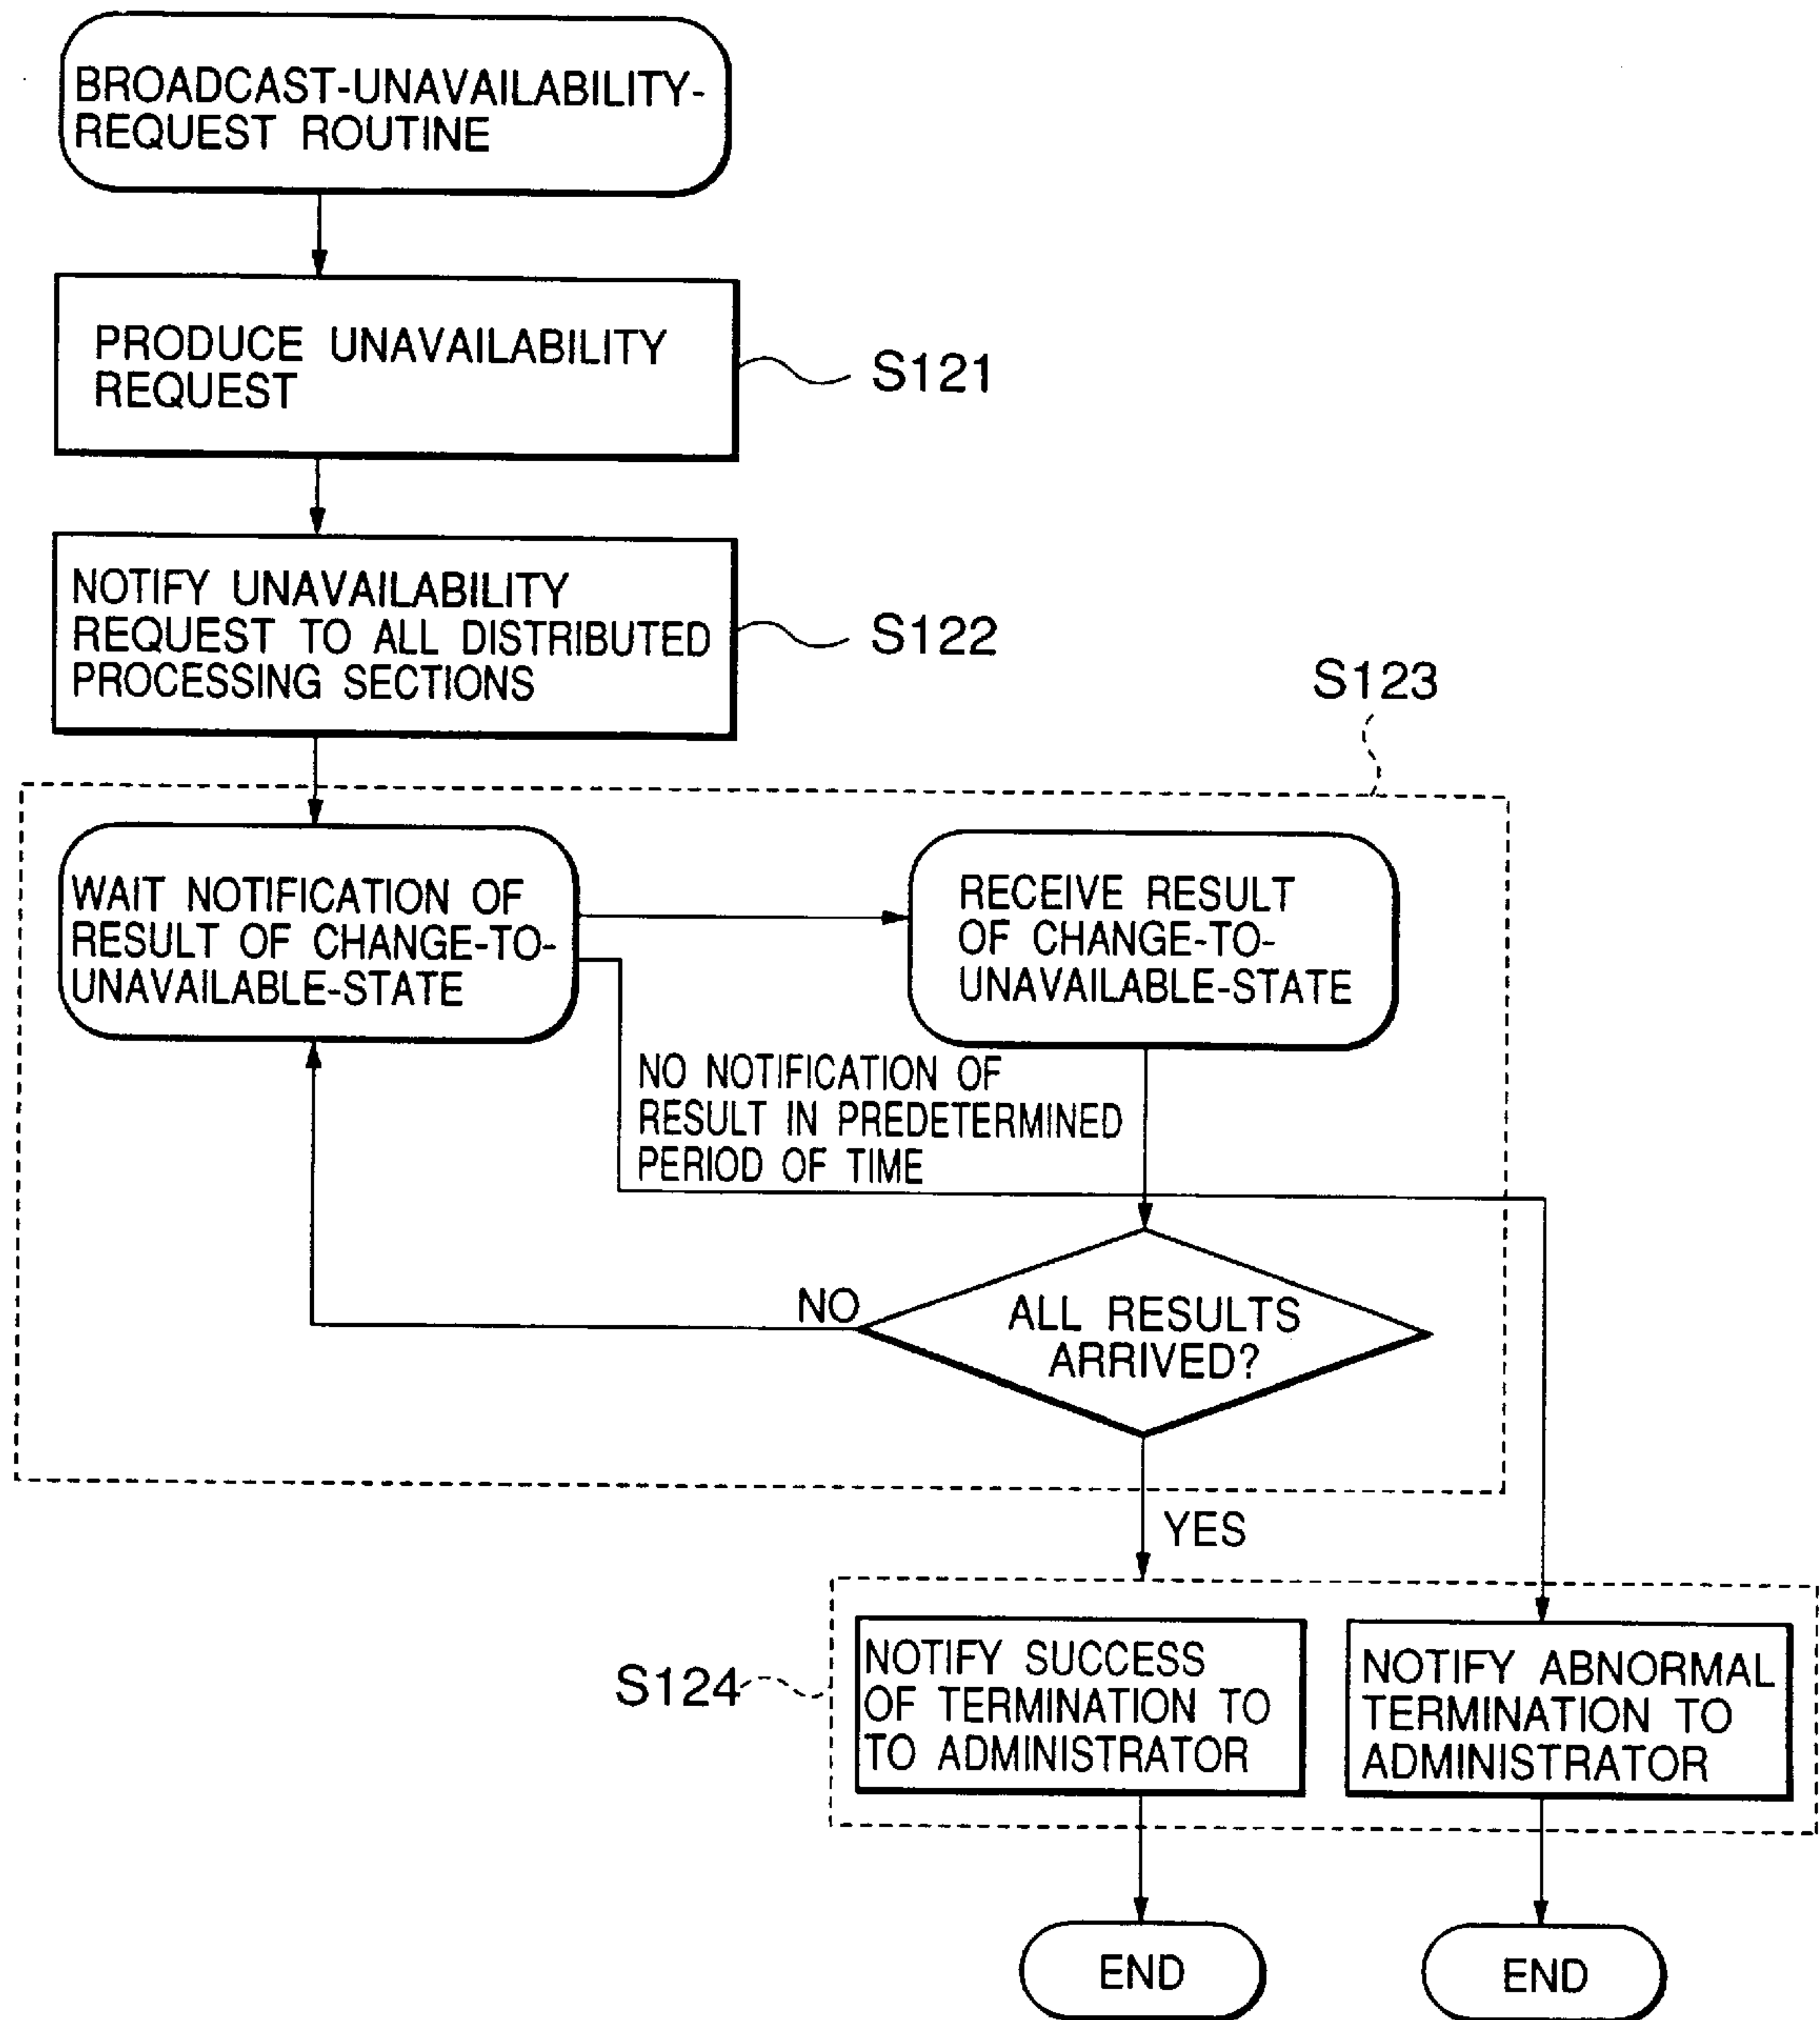 BROADCAST-UNAVAILABILITY-
REQUEST ROUTINE
PRODUCE UNAVAILABILITY
REQUEST
S121
NOTIFY UNAVAILABILITY
REQUEST TO ALL DISTRIBUTED
PROCESSING SECTIONS
S122
S123
WAIT NOTIFICATION OF
RESULT OF CHANGE-TO-
UNAVAILABLE-STATE
RECEIVE RESULT
OF CHANGE-TO-
UNAVAILABLE-STATE
NO NOTIFICATION OF
RESULT IN PREDETERMINED
PERIOD OF TIME
NO
ALL RESULTS
ARRIVED?
YES
S124
NOTIFY SUCCESS
OF TERMINATION TO
TO ADMINISTRATOR
NOTIFY ABNORMAL
TERMINATION TO
ADMINISTRATOR
END
END